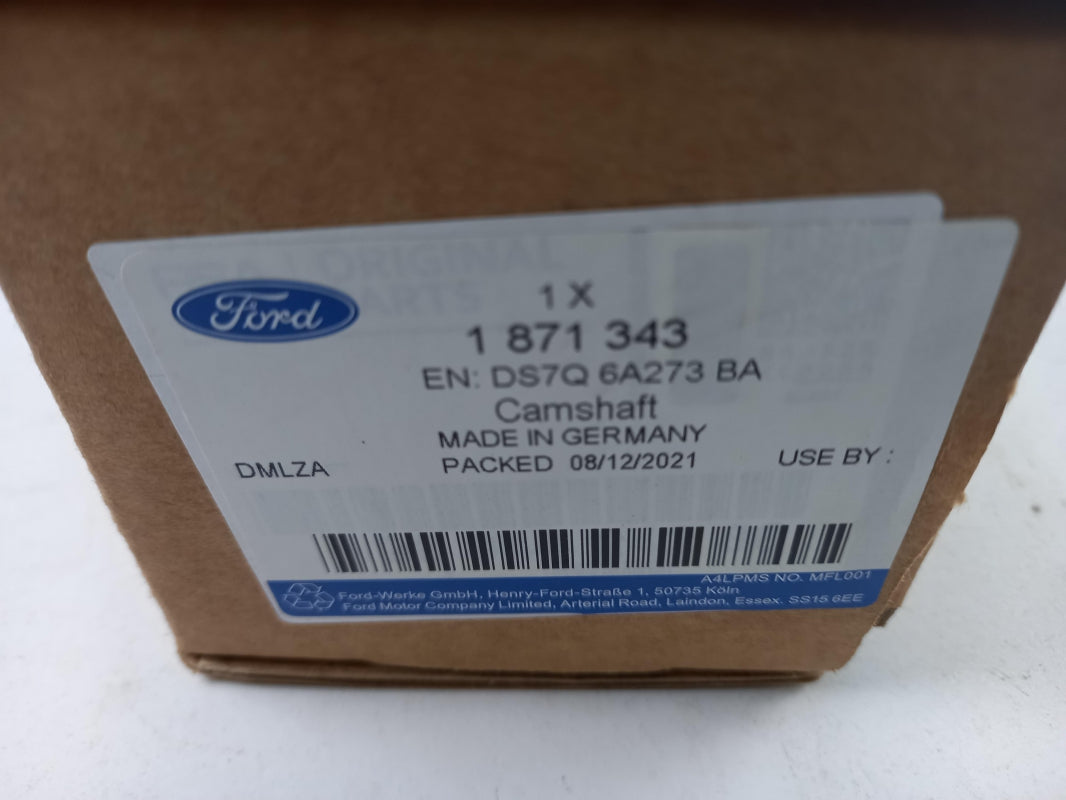 ORIGINAL
PARTS
Ford
1 X
1 871 343
EN: DS7Q 6A273 BA
Camshaft
MADE IN GERMANY
DMLZA PACKED 08/12/2021 USE BY :
A4LPMS NO. MFL001
Ford-Werke GmbH, Henry-Ford-Straße 1, 50735 Köln
Ford Motor Company Limited, Arterial Road, Laindon, Essex. SS15 6EE